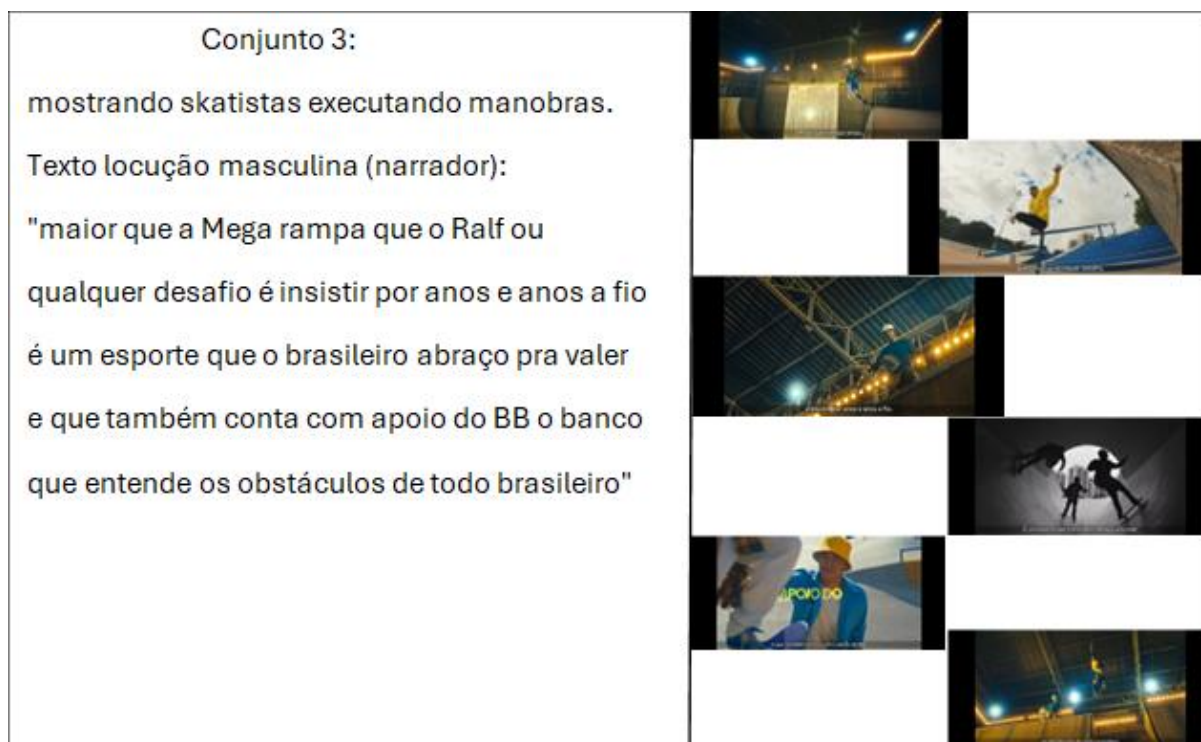 Conjunto 3:
mostrando skatistas executando manobras.
Texto locução masculina (narrador):
"maior que a Mega rampa que o Ralf ou
qualquer desafio é insistir por anos e anos a fio
é um esporte que o brasileiro abraço pra valer
e que também conta com apoio do BB o banco
que entende os obstáculos de todo brasileiro"
APOIO DO